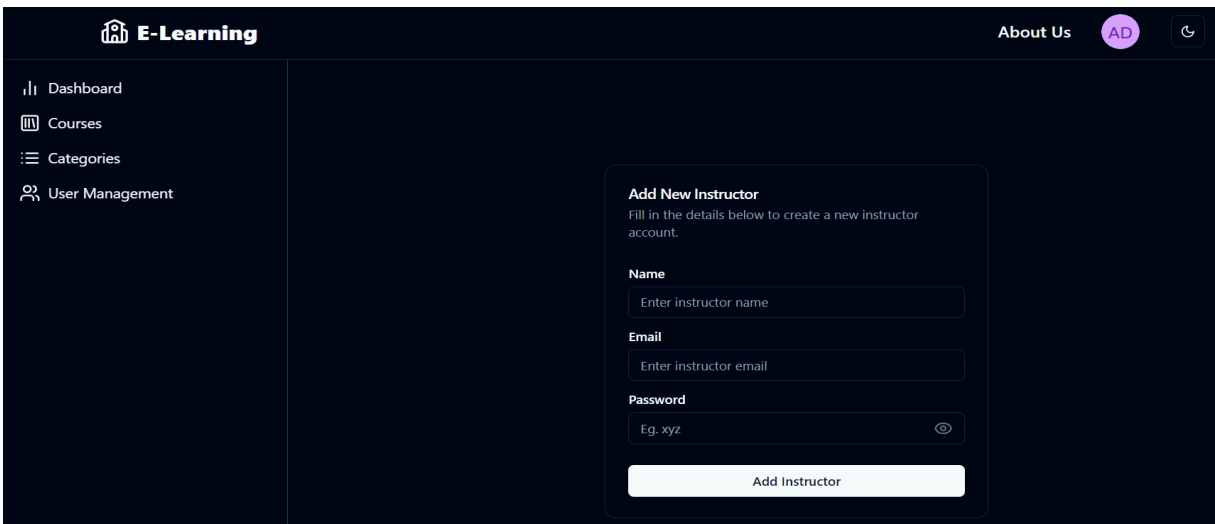 E-Learning
About Us
AD
Dashboard
Courses
Categories
User Management
Add New Instructor
Fill in the details below to create a new instructor
account.
Name
Enter instructor name
Email
Enter instructor email
Password
Eg. xyz
Add Instructor